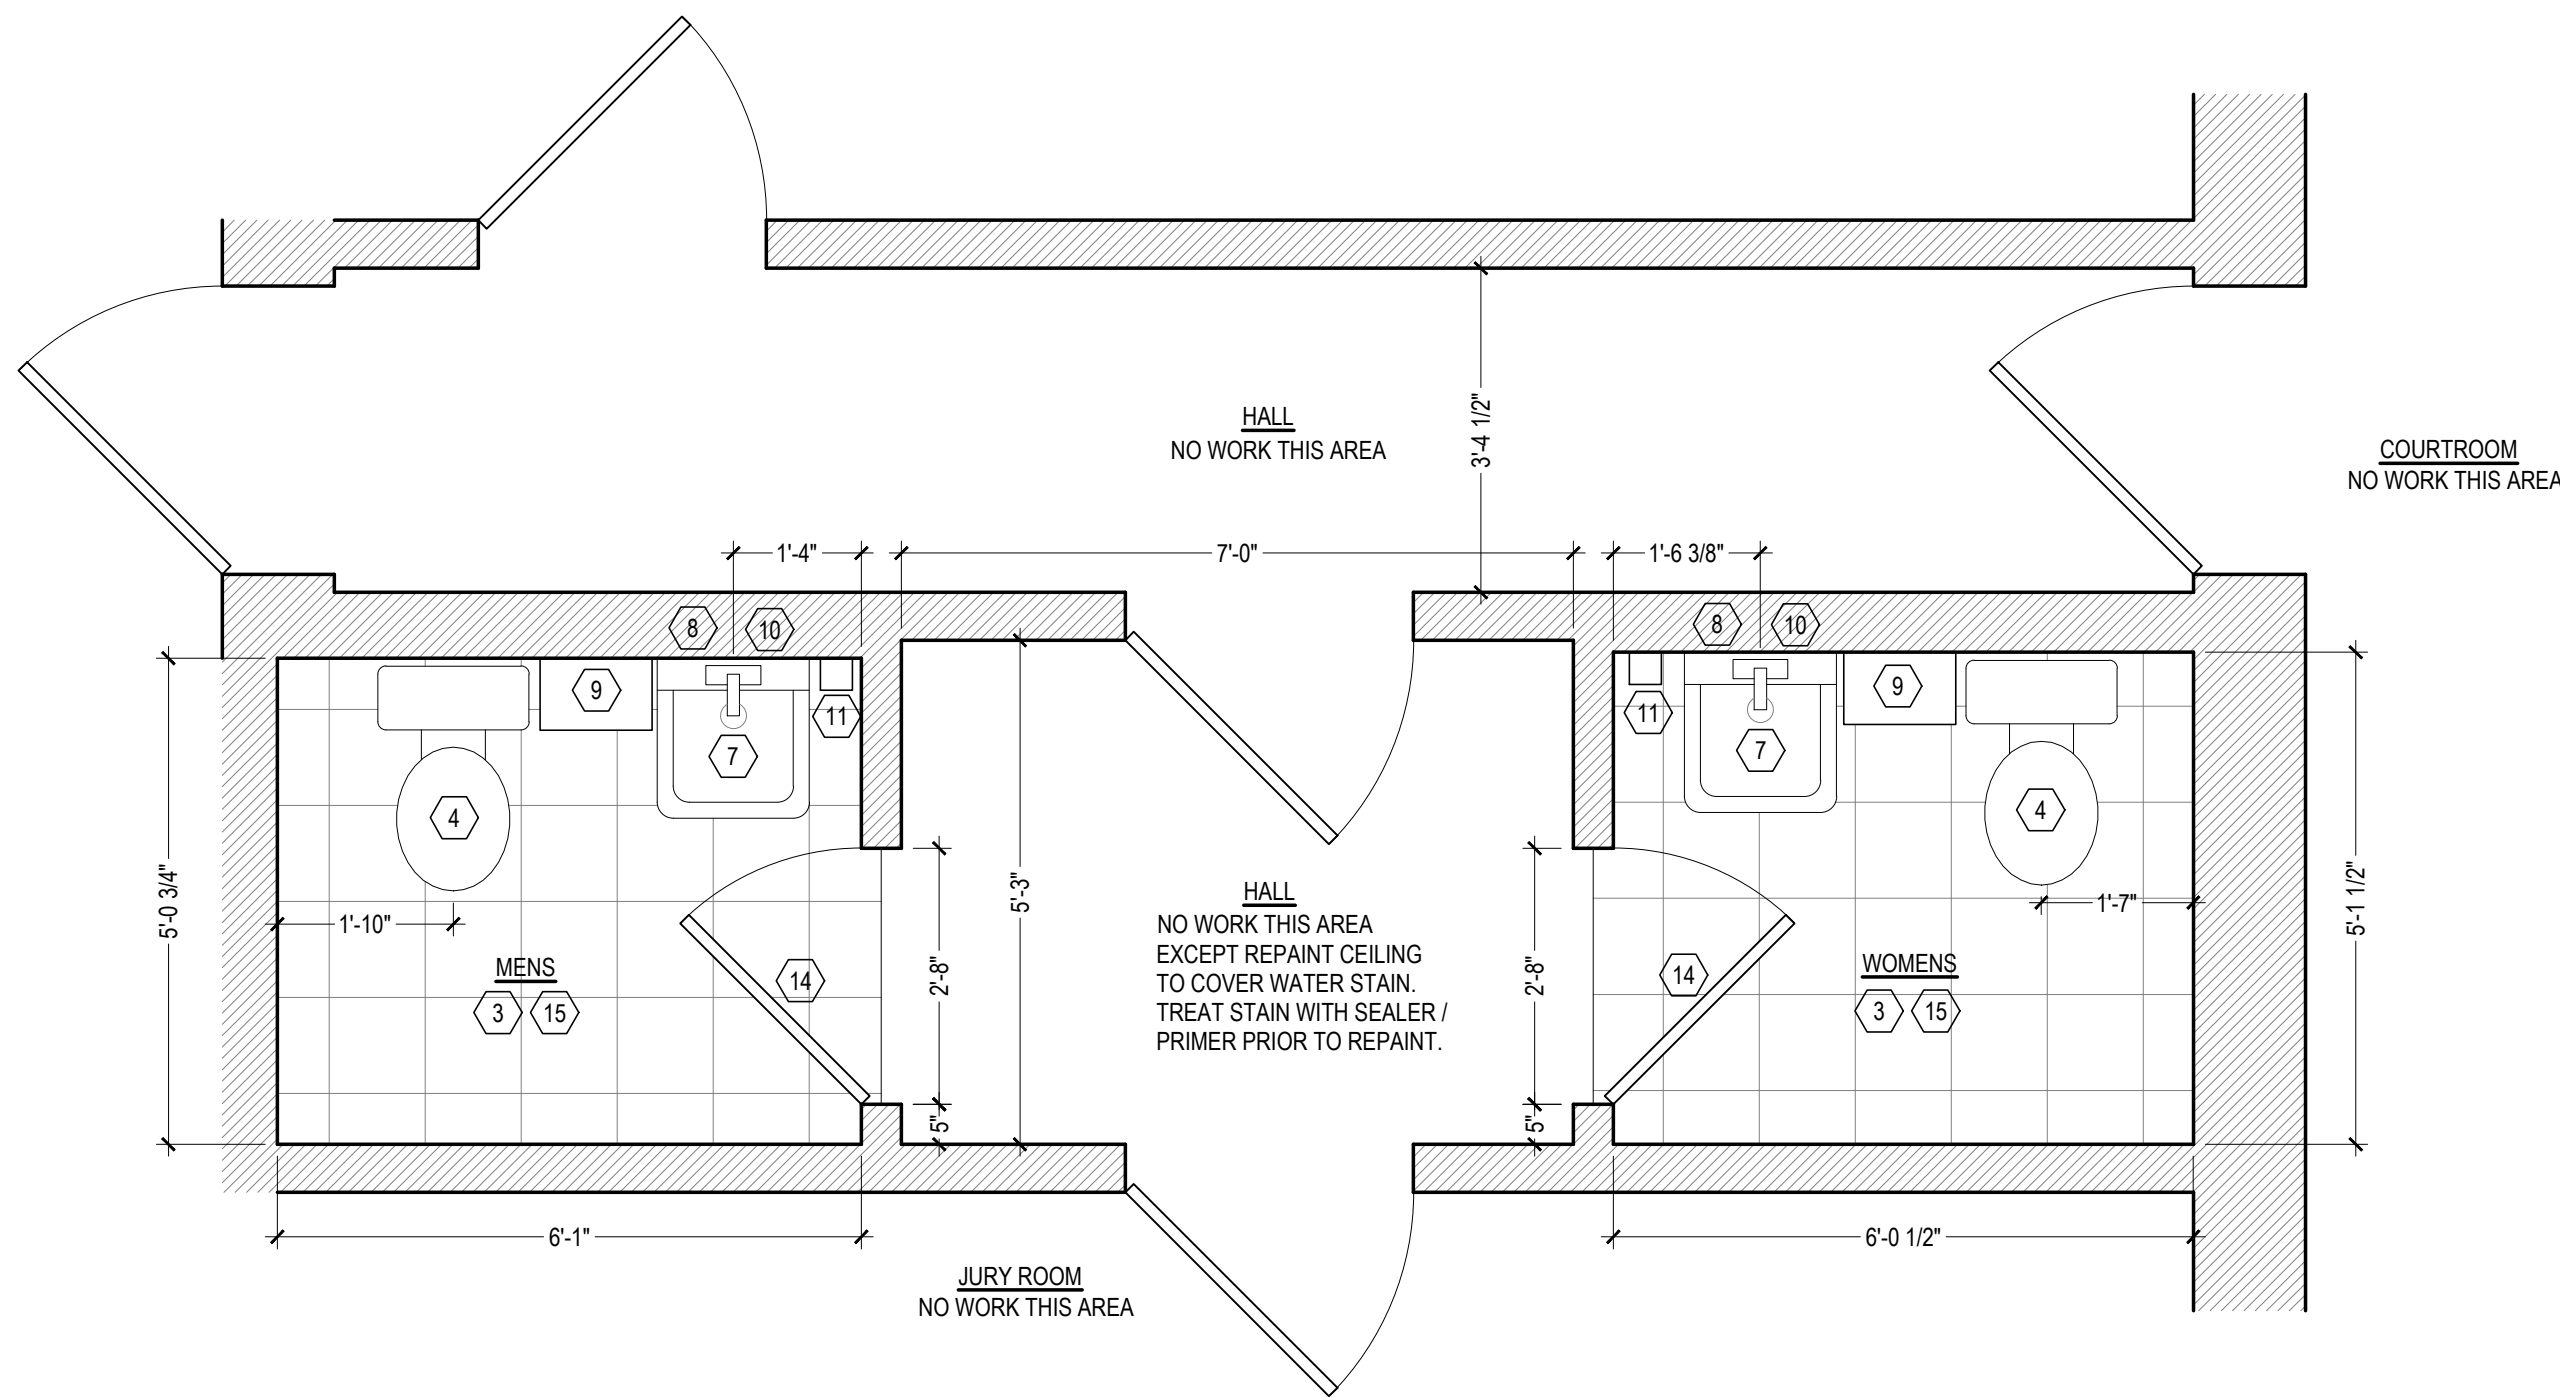 HALL
NO WORK THIS AREA
3'-4 1/2"
COURTROOM
NO WORK THIS AREA
1'-4"
7'-0"
1'-6 3/8"
8
10
8
10
9
11
7
4
11
9
7
4
5'-0 3/4"
1'-10"
MENS
3
15
14
2'-8"
5"
5'-3"
HALL
NO WORK THIS AREA
EXCEPT REPAINT CEILING
TO COVER WATER STAIN.
TREAT STAIN WITH SEALER /
PRIMER PRIOR TO REPAINT.
2'-8"
5"
14
WOMENS
3
15
1'-7"
5'-1 1/2"
6'-1"
6'-0 1/2"
JURY ROOM
NO WORK THIS AREA